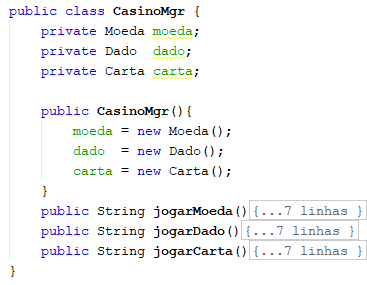 public class CasinoMgr {
    private Moeda moeda;
    private Dado  dado;
    private Carta carta;

    public CasinoMgr(){
        moeda = new Moeda();
        dado  = new Dado();
        carta = new Carta();
    }
    public String jogarMoeda(){...7 linhas }
    public String jogarDado(){...7 linhas }
    public String jogarCarta(){...7 linhas }
}